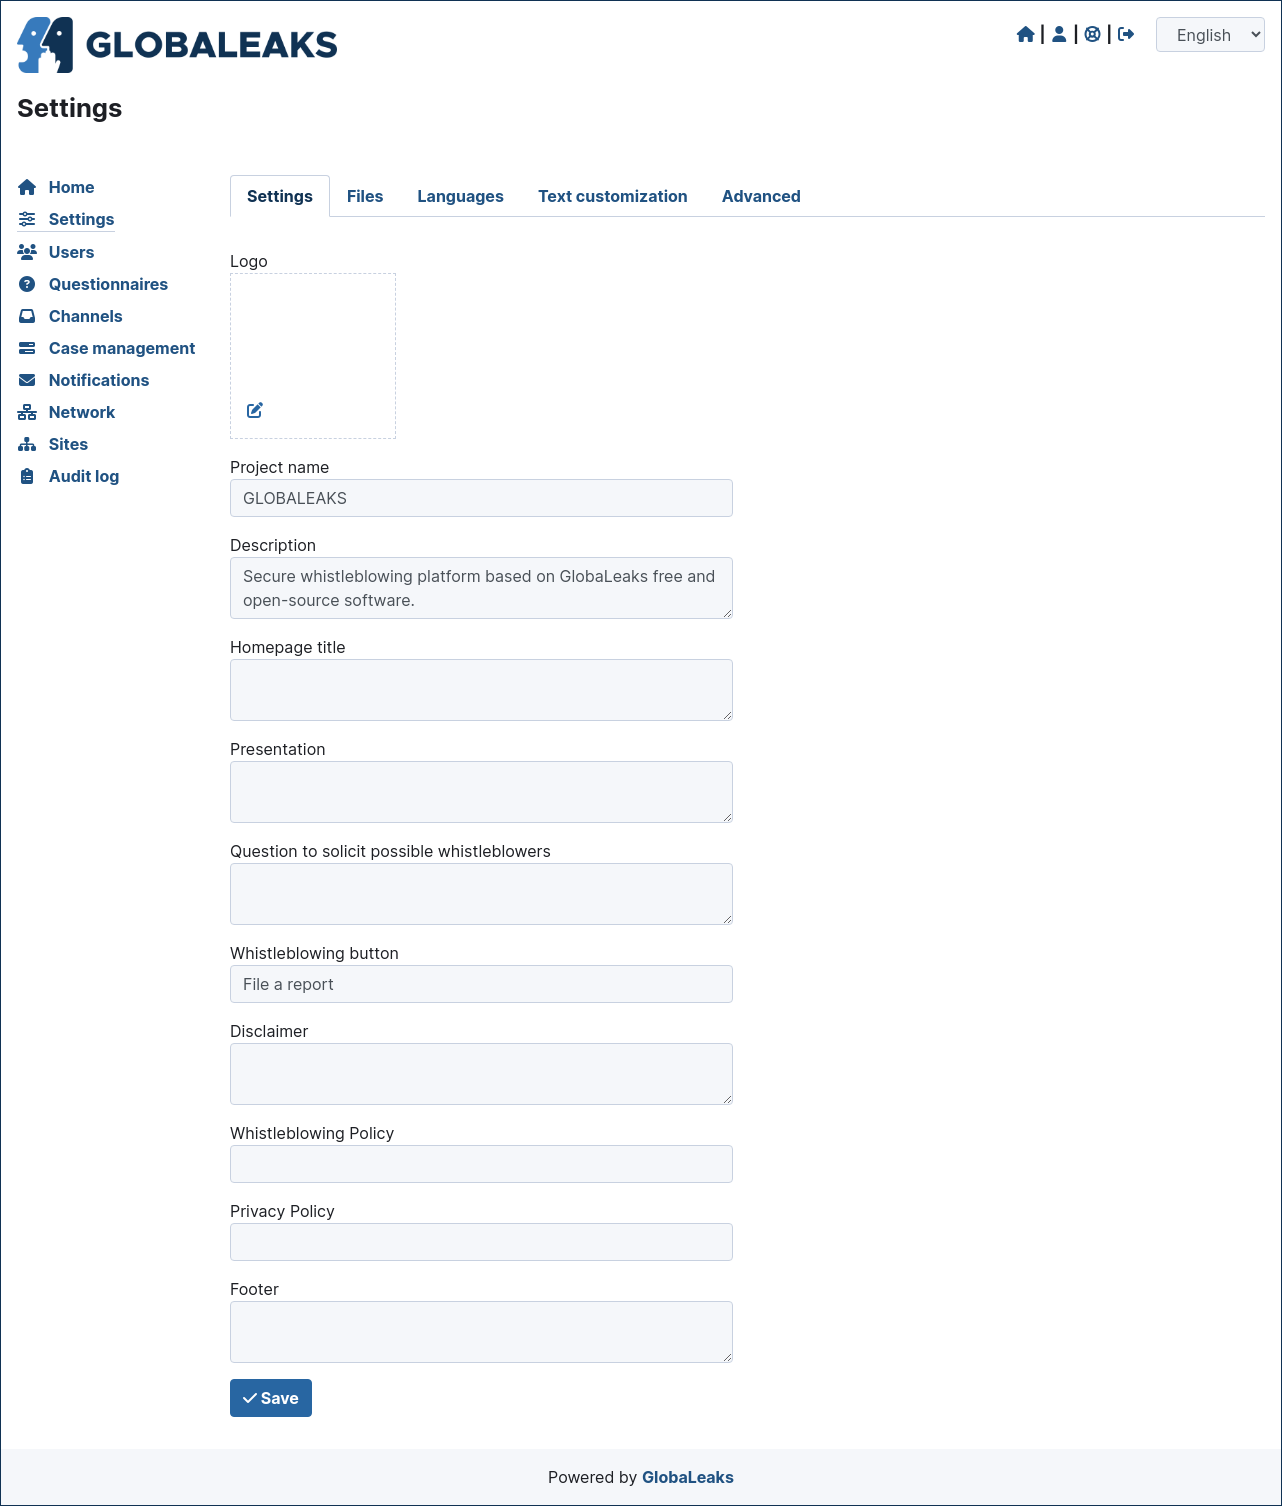 GLOBALEAKS
English
Settings
Home
Settings
Users
Questionnaires
Channels
Case management
Notifications
Network
Sites
Audit log
Settings
Files
Languages
Text customization
Advanced
Logo
Project name
GLOBALEAKS
Description
Secure whistleblowing platform based on GlobaLeaks free and
open-source software.
Homepage title
Presentation
Question to solicit possible whistleblowers
Whistleblowing button
File a report
Disclaimer
Whistleblowing Policy
Privacy Policy
Footer
Save
Powered by GlobaLeaks